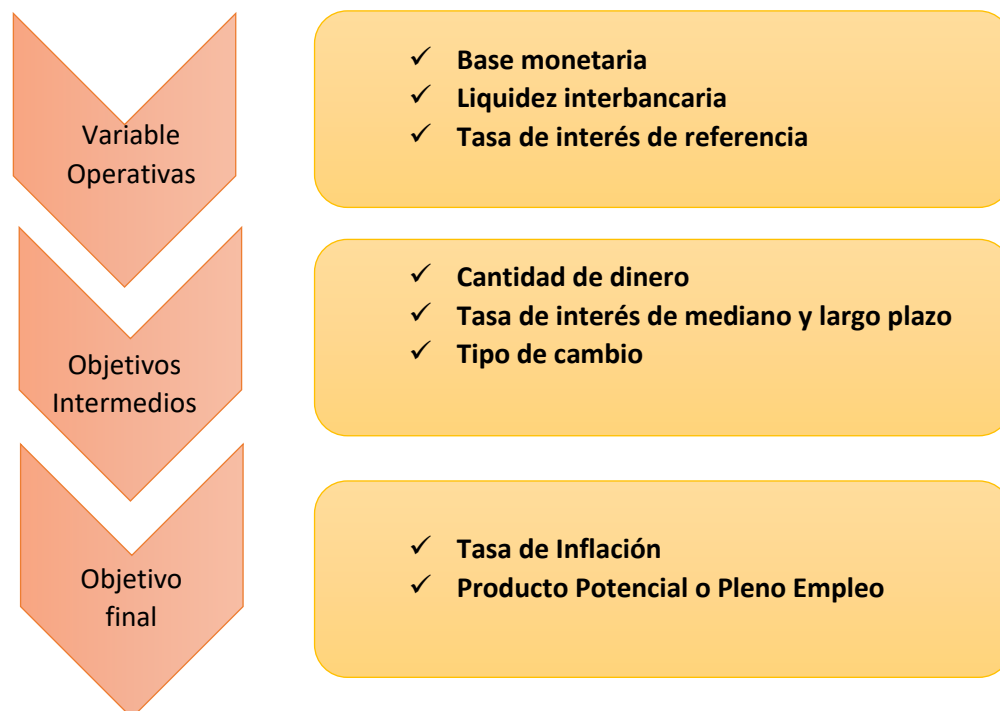 Variable
Operativas
✓ Base monetaria
✓ Liquidez interbancaria
✓ Tasa de interés de referencia
Objetivos
Intermedios
✓ Cantidad de dinero
✓ Tasa de interés de mediano y largo plazo
✓ Tipo de cambio
Objetivo
final
✓ Tasa de Inflación
✓ Producto Potencial o Pleno Empleo